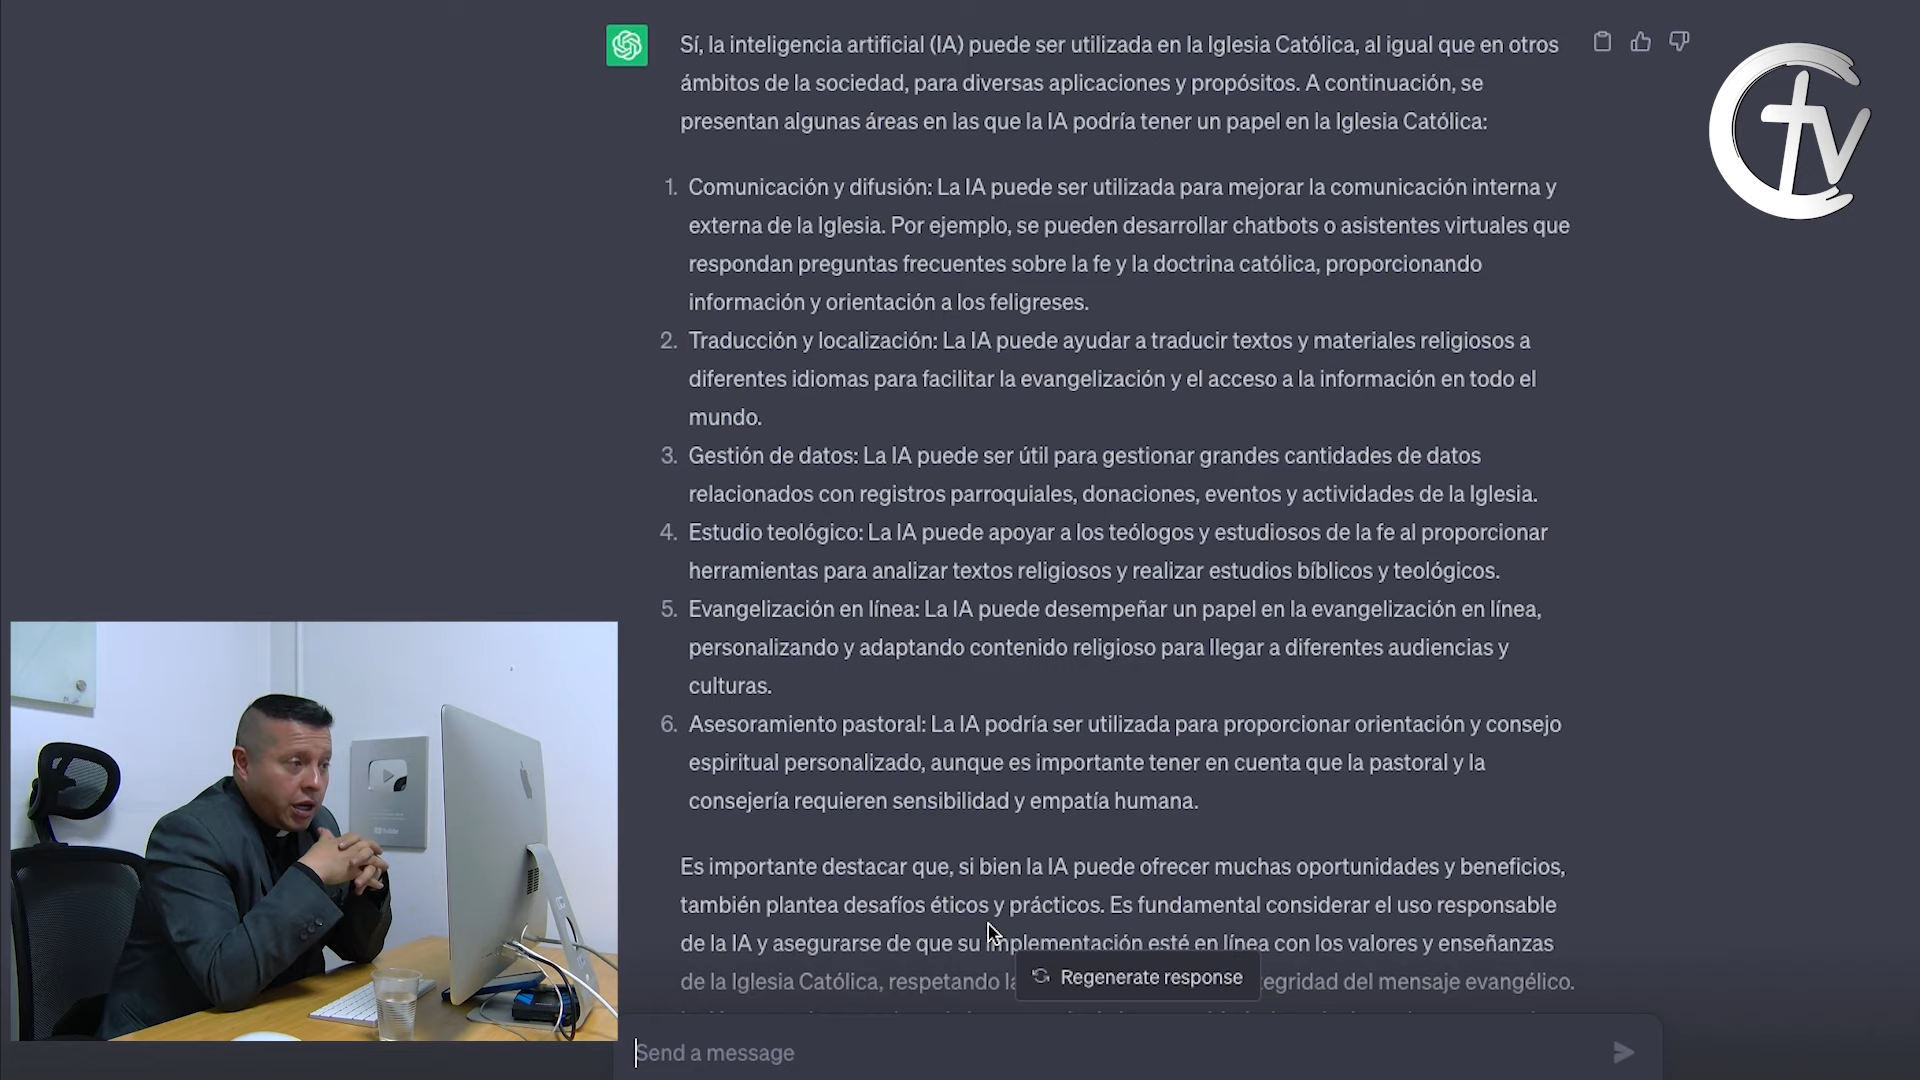 Sí, la inteligencia artificial (IA) puede ser utilizada en la Iglesia Católica, al igual que en otros
ámbitos de la sociedad, para diversas aplicaciones y propósitos. A continuación, se
presentan algunas áreas en las que la IA podría tener un papel en la Iglesia Católica:
1. Comunicación y difusión: La IA puede ser utilizada para mejorar la comunicación interna y
externa de la Iglesia. Por ejemplo, se pueden desarrollar chatbots o asistentes virtuales que
respondan preguntas frecuentes sobre la fe y la doctrina católica, proporcionando
información y orientación a los feligreses.
2. Traducción y localización: La IA puede ayudar a traducir textos y materiales religiosos a
diferentes idiomas para facilitar la evangelización y el acceso a la información en todo el
mundo.
3. Gestión de datos: La IA puede ser útil para gestionar grandes cantidades de datos
relacionados con registros parroquiales, donaciones, eventos y actividades de la Iglesia.
4. Estudio teológico: La IA puede apoyar a los teólogos y estudiosos de la fe al proporcionar
herramientas para analizar textos religiosos y realizar estudios bíblicos y teológicos.
5. Evangelización en línea: La IA puede desempeñar un papel en la evangelización en línea,
personalizando y adaptando contenido religioso para llegar a diferentes audiencias y
culturas.
6. Asesoramiento pastoral: La IA podría ser utilizada para proporcionar orientación y consejo
espiritual personalizado, aunque es importante tener en cuenta que la pastoral y la
consejería requieren sensibilidad y empatía humana.
Es importante destacar que, si bien la IA puede ofrecer muchas oportunidades y beneficios,
también plantea desafíos éticos y prácticos. Es fundamental considerar el uso responsable
de la IA y asegurarse de que su implementación esté en línea con los valores y enseñanzas
de la Iglesia Católica, respetando
del mensaje evangélico.
Regenerate response
Send a message
CTV
YouTube